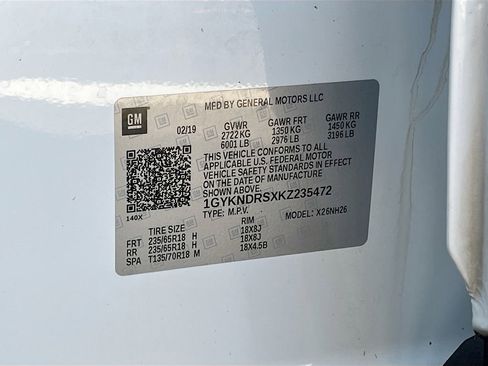 GM
MFD BY GENERAL MOTORS LLC
02/19 GVWR GAWR FRT GAWR RR
2722 KG 1350 KG 1450 KG
6001 LB 2976 LB 3196 LB
THIS VEHICLE CONFORMS TO ALL
APPLICABLE U.S. FEDERAL MOTOR
VEHICLE SAFETY STANDARDS IN EFFECT
ON THE DATE OF MANUFACTURE
SHOWN ABOVE.
1GYKNDRSXKZ235472
140X TYPE: M.P.V. MODEL: X26NH26
TIRE SIZE RIM
FRT 235/65R18 H 18X8J
RR 235/65R18 H 18X8J
SPA T135/70R18 M 18X4.5B